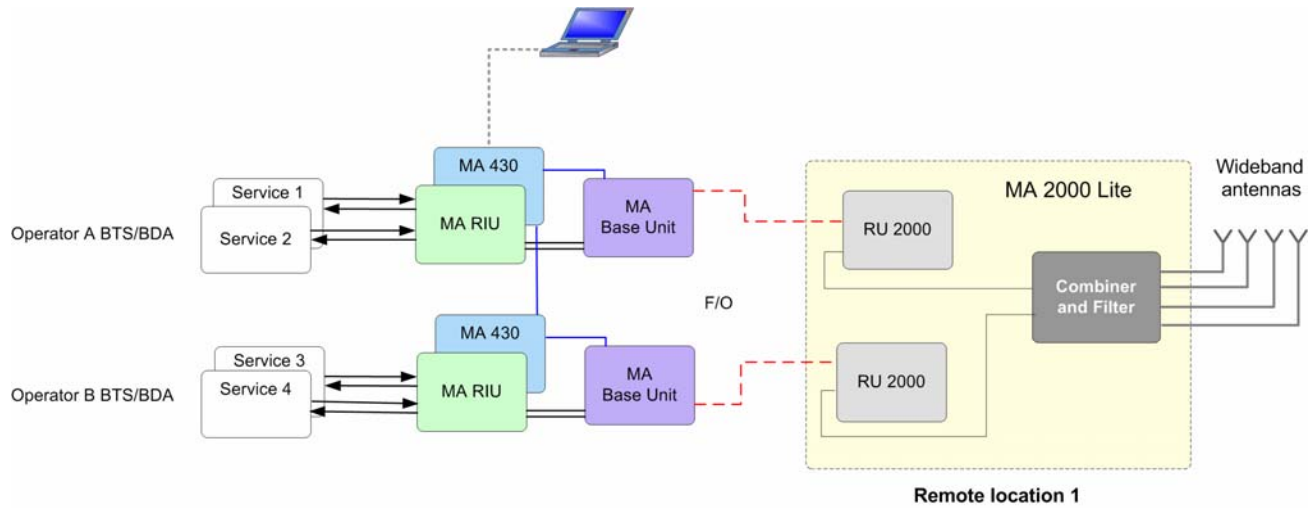 MA 430
Service 1
Service 2
Operator A BTS/BDA
MA RIU
MA
Base Unit
MA 2000 Lite
RU 2000
Combiner
and Filter
Wideband
antennas
F/O
MA 430
Service 3
Service 4
Operator B BTS/BDA
MA RIU
MA
Base Unit
RU 2000
Remote location 1